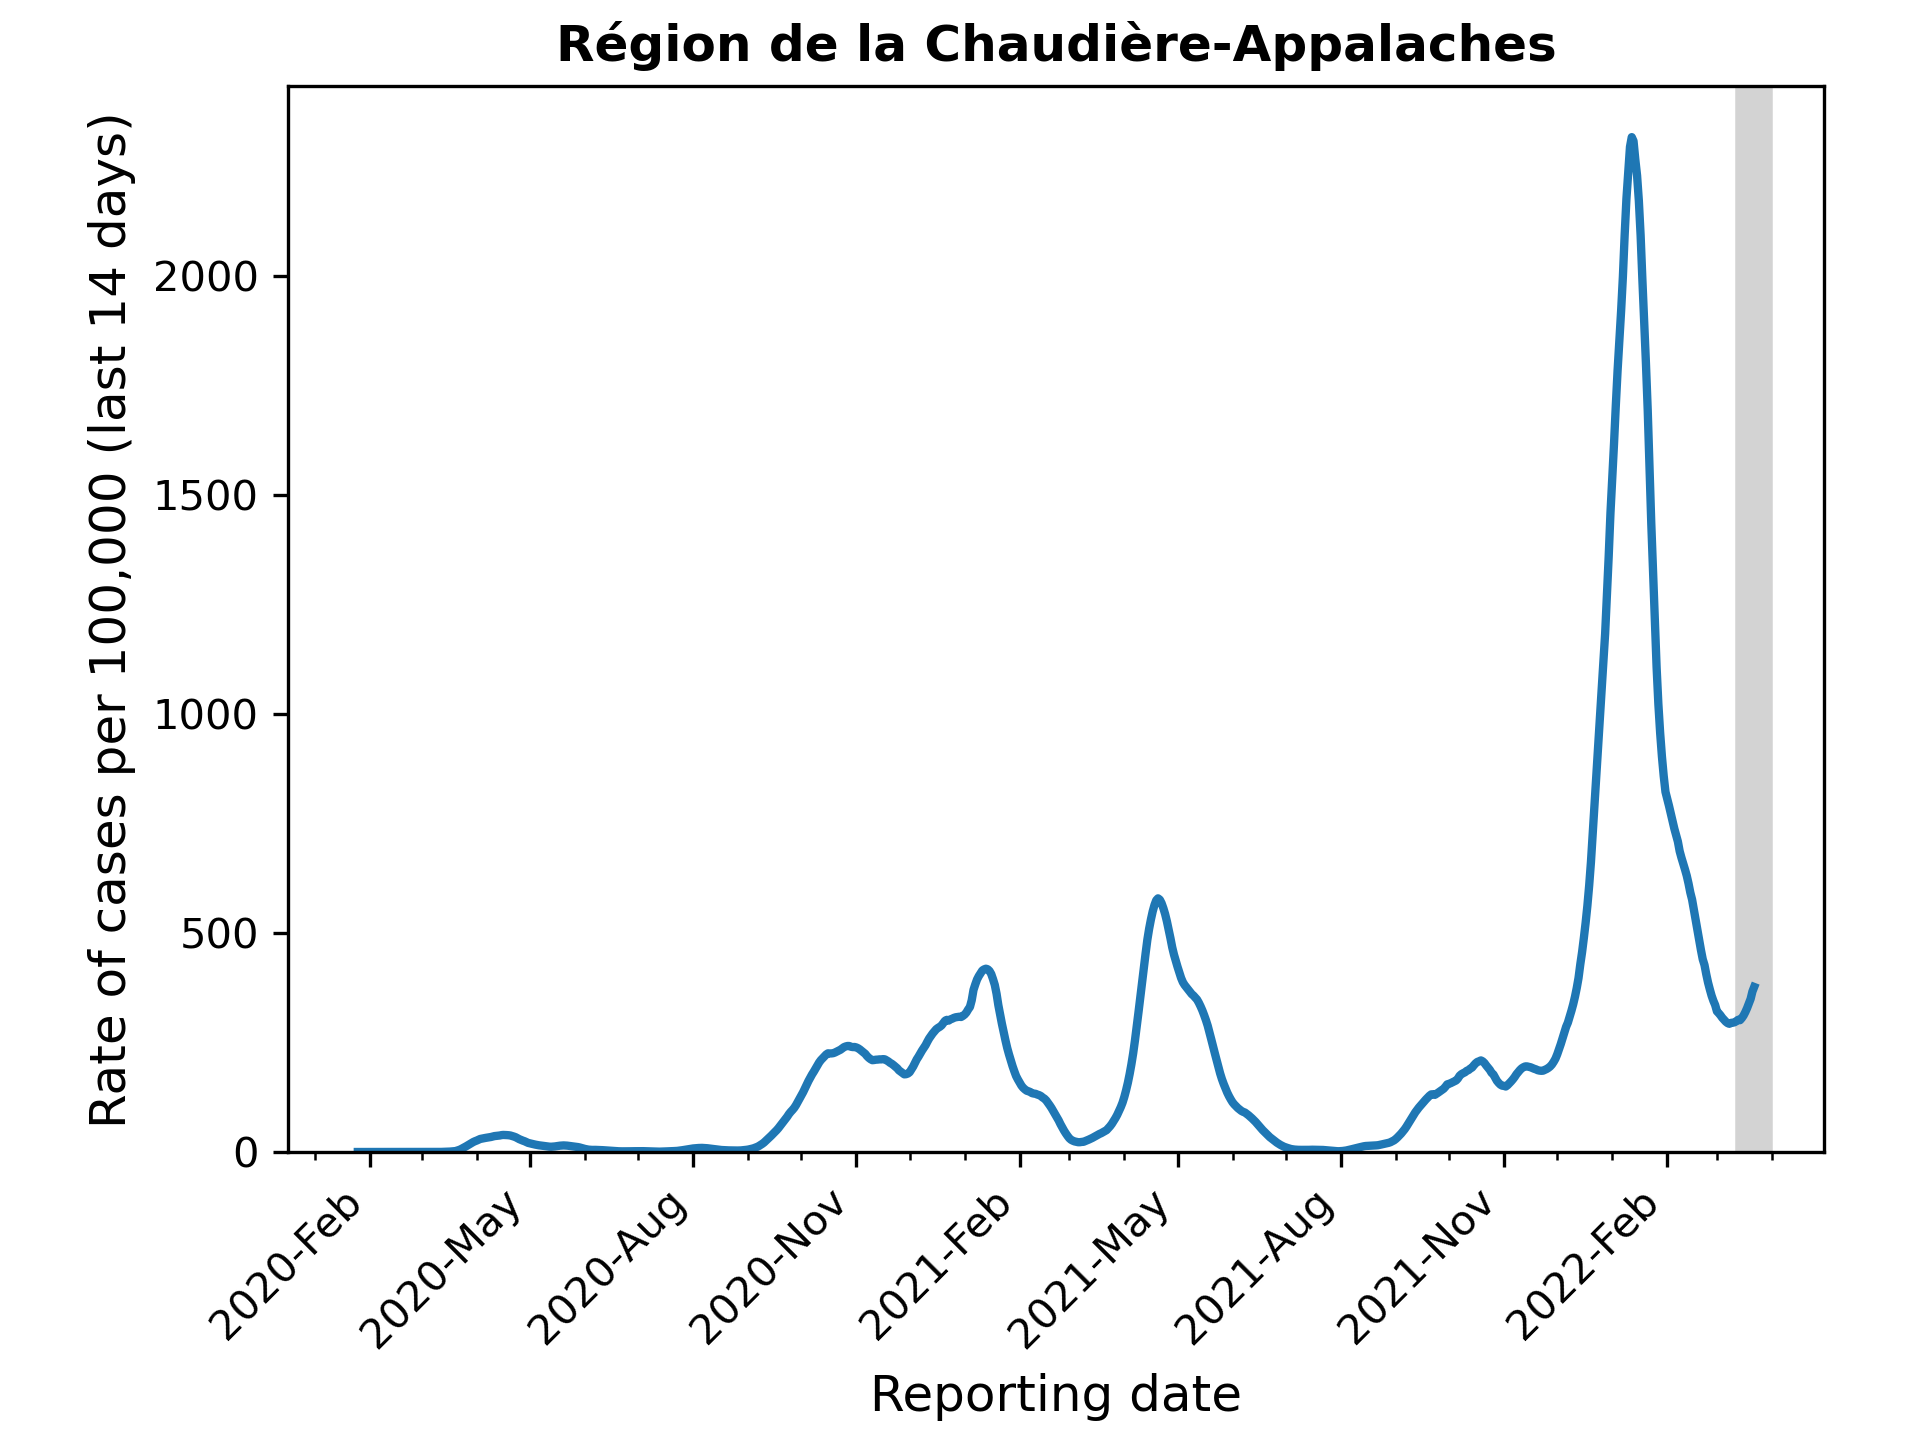 Région de la Chaudière-Appalaches
Rate of cases per 100,000 (last 14 days)
2000
1500
1000
500
0
2020-Feb
2020-May
2020-Aug
2020-Nov
2021-Feb
2021-May
2021-Aug
2021-Nov
2022-Feb
Reporting date